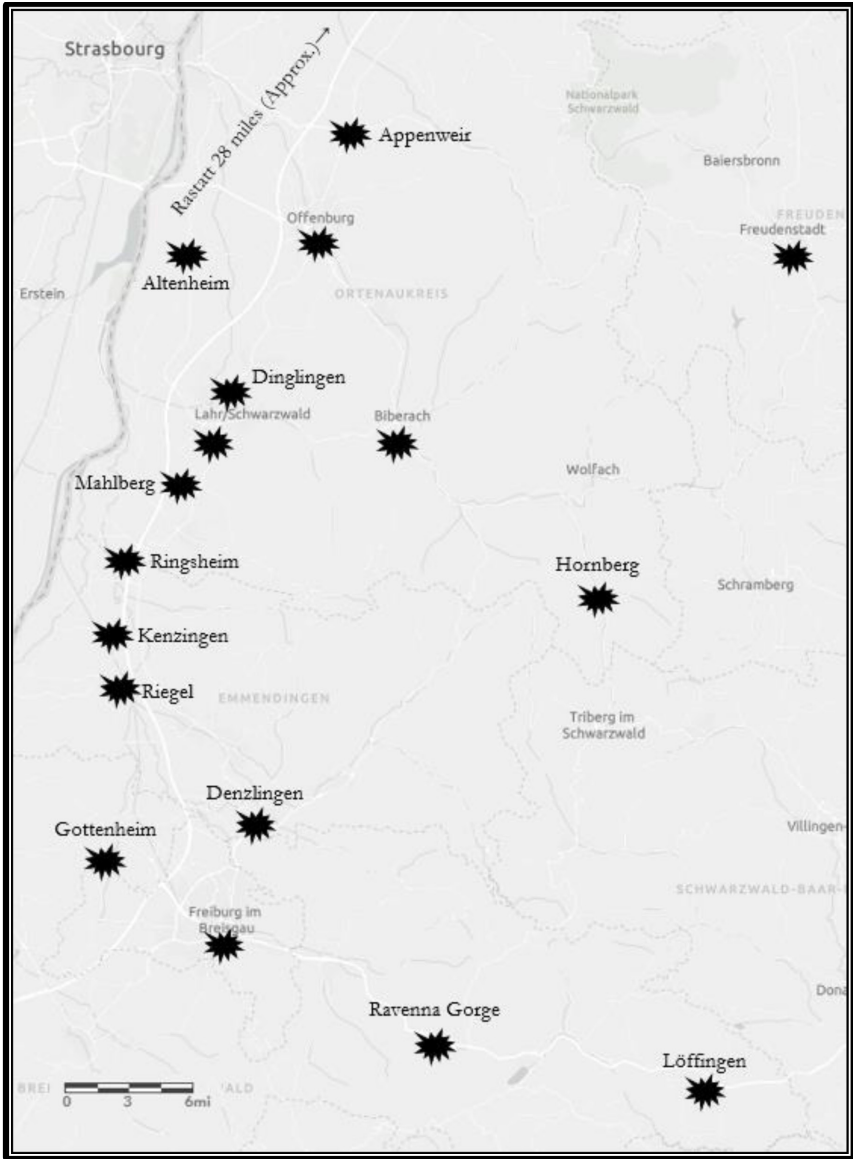 Strasbourg
Rastatt 28 miles (Approx.)→
Nationalpark
Schwarzwald
Appenweir
Baiersbronn
FREUDEN
Offenburg
Freudenstadt
Altenheim
Erstein
ORTENAUKREIS
Dinglingen
Lahr/Schwarzwald
Biberach
Wolfach
Mahlberg
Ringsheim
Hornberg
Schramberg
Kenzingen
Riegel
EMMENDINGEN
Triberg im
Schwarzwald
Denzlingen
Gottenheim
Villingen-
SCHWARZWALD-BAAR-
Freiburg im
Breisgau
Dona
Ravenna Gorge
Löffingen
BREI
'ALD
0 3 6mi